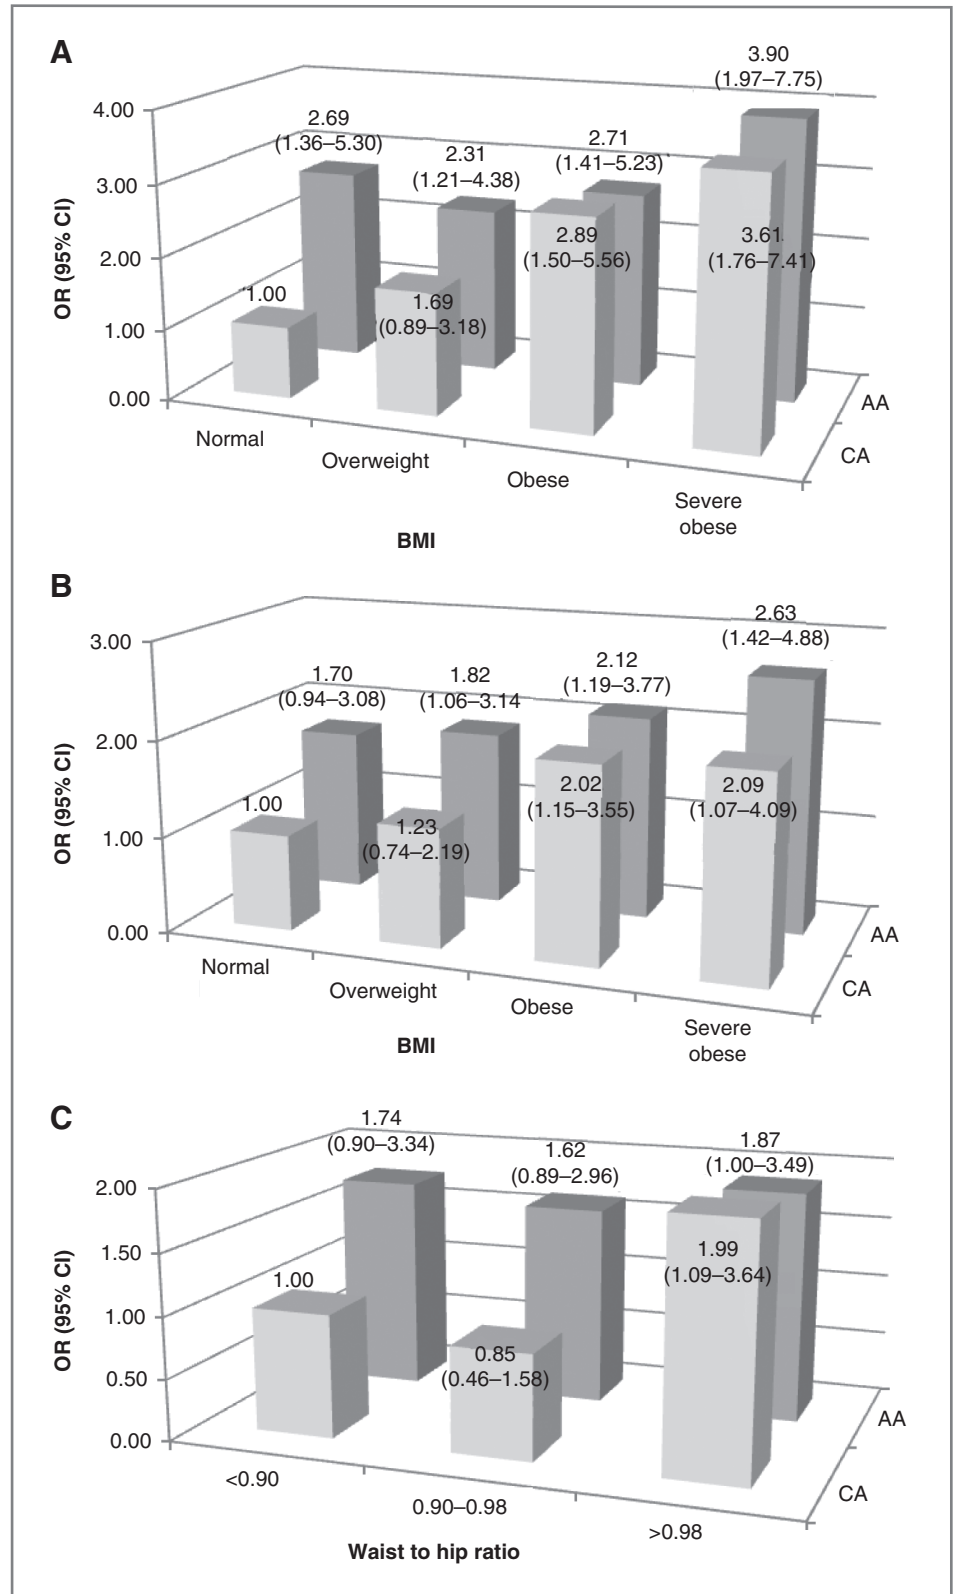 A
3.90
(1.97–7.75)
4.00
2.69
(1.36–5.30)
2.71
(1.41–5.23)
2.31
(1.21–4.38)
3.00
2.89
(1.50–5.56)
3.61
(1.76–7.41)
2.00
1.00
1.69
(0.89–3.18)
1.00
0.00
OR (95% CI)
AA
CA
Normal
Overweight
Obese
Severe
obese
BMI
B
2.63
(1.42–4.88)
3.00
1.70
(0.94–3.08)
1.82
(1.06–3.14
2.12
(1.19–3.77)
2.00
2.02
(1.15–3.55)
2.09
(1.07–4.09)
1.00
1.23
(0.74–2.19)
1.00
0.00
OR (95% CI)
AA
CA
Normal
Overweight
Obese
Severe
obese
BMI
C
1.74
(0.90–3.34)
1.62
(0.89–2.96)
1.87
(1.00–3.49)
2.00
1.50
1.99
(1.09–3.64)
1.00
1.00
0.85
(0.46–1.58)
0.50
0.00
OR (95% CI)
AA
CA
<0.90
0.90–0.98
>0.98
Waist to hip ratio